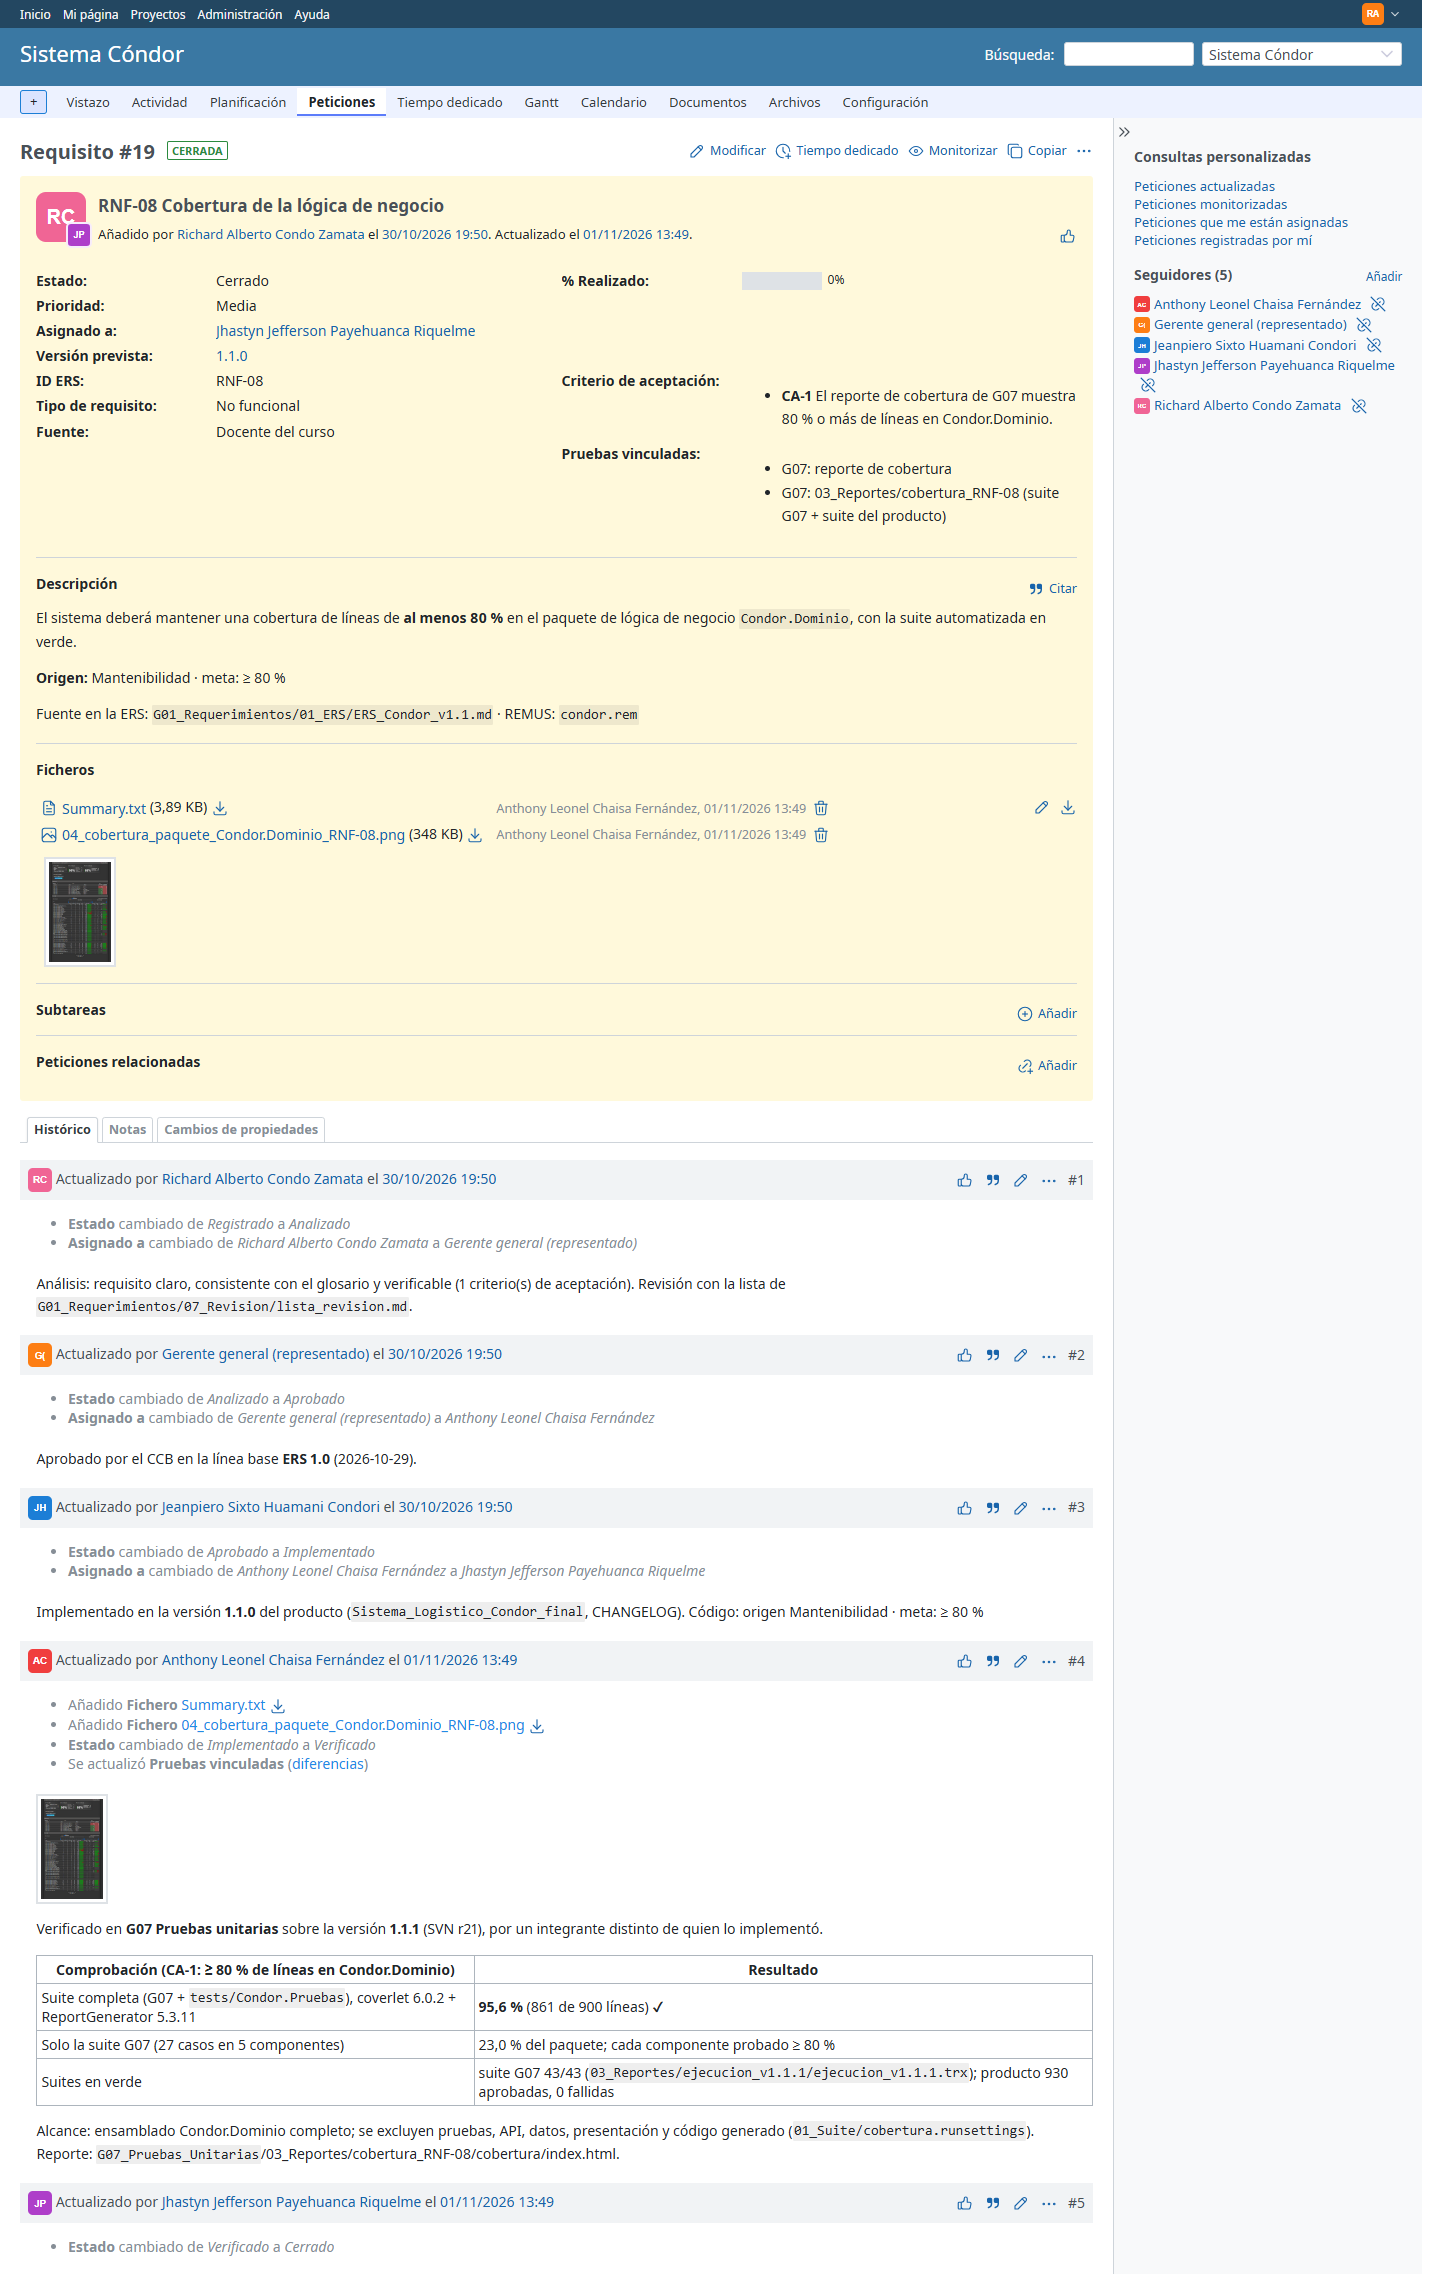 Inicio Mi página Proyectos Administración Ayuda
RA
Sistema Cóndor
Búsqueda:
Sistema Cóndor
+ Vistazo Actividad Planificación Peticiones Tiempo dedicado Gantt Calendario Documentos Archivos Configuración
Requisito #19 CERRADA
Modificar Tiempo dedicado Monitorizar Copiar ...
RC
JP
RNF-08 Cobertura de la lógica de negocio
Añadido por Richard Alberto Condo Zamata el 30/10/2026 19:50. Actualizado el 01/11/2026 13:49.
Estado: Cerrado
% Realizado: 0%
Prioridad: Media
Asignado a: Jhastyn Jefferson Payehuanca Riquelme
Versión prevista: 1.1.0
ID ERS: RNF-08
Tipo de requisito: No funcional
Fuente: Docente del curso
Criterio de aceptación:
• CA-1 El reporte de cobertura de G07 muestra
80 % o más de líneas en Condor.Dominio.
Pruebas vinculadas:
• G07: reporte de cobertura
• G07: 03_Reportes/cobertura_RNF-08 (suite
G07 + suite del producto)
Descripción
Citar
El sistema deberá mantener una cobertura de líneas de al menos 80 % en el paquete de lógica de negocio Condor.Dominio, con la suite automatizada en
verde.
Origen: Mantenibilidad · meta: ≥ 80 %
Fuente en la ERS: G01_Requerimientos/01_ERS/ERS_Condor_v1.1.md · REMUS: condor.rem
Ficheros
Summary.txt (3,89 KB) Anthony Leonel Chaisa Fernández, 01/11/2026 13:49
04_cobertura_paquete_Condor.Dominio_RNF-08.png (348 KB) Anthony Leonel Chaisa Fernández, 01/11/2026 13:49
Subtareas
Añadir
Peticiones relacionadas
Añadir
Histórico Notas Cambios de propiedades
RC Actualizado por Richard Alberto Condo Zamata el 30/10/2026 19:50 ... #1
• Estado cambiado de Registrado a Analizado
• Asignado a cambiado de Richard Alberto Condo Zamata a Gerente general (representado)
Análisis: requisito claro, consistente con el glosario y verificable (1 criterio(s) de aceptación). Revisión con la lista de
G01_Requerimientos/07_Revision/lista_revision.md.
G( Actualizado por Gerente general (representado) el 30/10/2026 19:50 ... #2
• Estado cambiado de Analizado a Aprobado
• Asignado a cambiado de Gerente general (representado) a Anthony Leonel Chaisa Fernández
Aprobado por el CCB en la línea base ERS 1.0 (2026-10-29).
JH Actualizado por Jeanpiero Sixto Huamani Condori el 30/10/2026 19:50 ... #3
• Estado cambiado de Aprobado a Implementado
• Asignado a cambiado de Anthony Leonel Chaisa Fernández a Jhastyn Jefferson Payehuanca Riquelme
Implementado en la versión 1.1.0 del producto (Sistema_Logistico_Condor_final, CHANGELOG). Código: origen Mantenibilidad · meta: ≥ 80 %
AC Actualizado por Anthony Leonel Chaisa Fernández el 01/11/2026 13:49 ... #4
• Añadido Fichero Summary.txt
• Añadido Fichero 04_cobertura_paquete_Condor.Dominio_RNF-08.png
• Estado cambiado de Implementado a Verificado
• Se actualizó Pruebas vinculadas (diferencias)
Verificado en G07 Pruebas unitarias sobre la versión 1.1.1 (SVN r21), por un integrante distinto de quien lo implementó.
Comprobación (CA-1: ≥ 80 % de líneas en Condor.Dominio) Resultado
Suite completa (G07 + tests/Condor.Pruebas), coverlet 6.0.2 +
ReportGenerator 5.3.11
95,6 % (861 de 900 líneas) ✓
Solo la suite G07 (27 casos en 5 componentes) 23,0 % del paquete; cada componente probado ≥ 80 %
Suites en verde
suite G07 43/43 (03_Reportes/ejecucion_v1.1.1/ejecucion_v1.1.1.trx); producto 930
aprobadas, 0 fallidas
Alcance: ensamblado Condor.Dominio completo; se excluyen pruebas, API, datos, presentación y código generado (01_Suite/cobertura.runsettings).
Reporte: G07_Pruebas_Unitarias/03_Reportes/cobertura_RNF-08/cobertura/index.html.
JP Actualizado por Jhastyn Jefferson Payehuanca Riquelme el 01/11/2026 13:49 ... #5
• Estado cambiado de Verificado a Cerrado
Consultas personalizadas
Peticiones actualizadas
Peticiones monitorizadas
Peticiones que me están asignadas
Peticiones registradas por mí
Seguidores (5) Añadir
AC Anthony Leonel Chaisa Fernández
G( Gerente general (representado)
JH Jeanpiero Sixto Huamani Condori
JP Jhastyn Jefferson Payehuanca Riquelme
RC Richard Alberto Condo Zamata